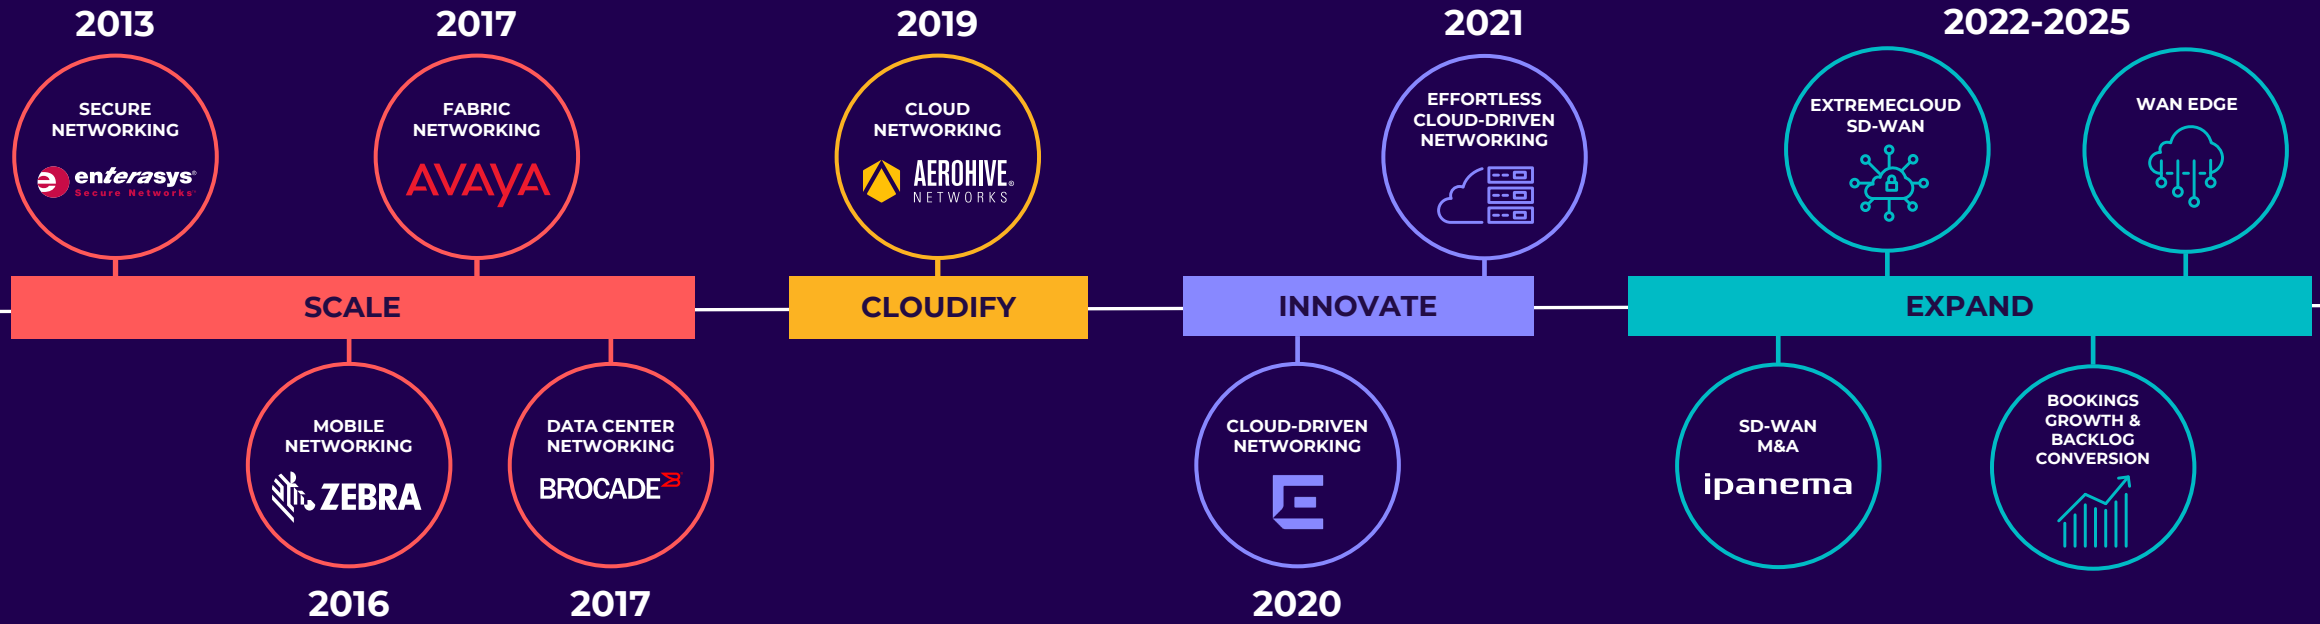 2013
SECURE
NETWORKING
enterasys®
Secure Networks™
2017
FABRIC
NETWORKING
AVAYA
2019
CLOUD
NETWORKING
AEROHIVE®
NETWORKS
2021
EFFORTLESS
CLOUD-DRIVEN
NETWORKING
2022-2025
EXTREMECLOUD
SD-WAN
WAN EDGE
SCALE
CLOUDIFY
INNOVATE
EXPAND
MOBILE
NETWORKING
ZEBRA
2016
DATA CENTER
NETWORKING
BROCADE
2017
CLOUD-DRIVEN
NETWORKING
2020
SD-WAN
M&A
ipanema
BOOKINGS
GROWTH &
BACKLOG
CONVERSION